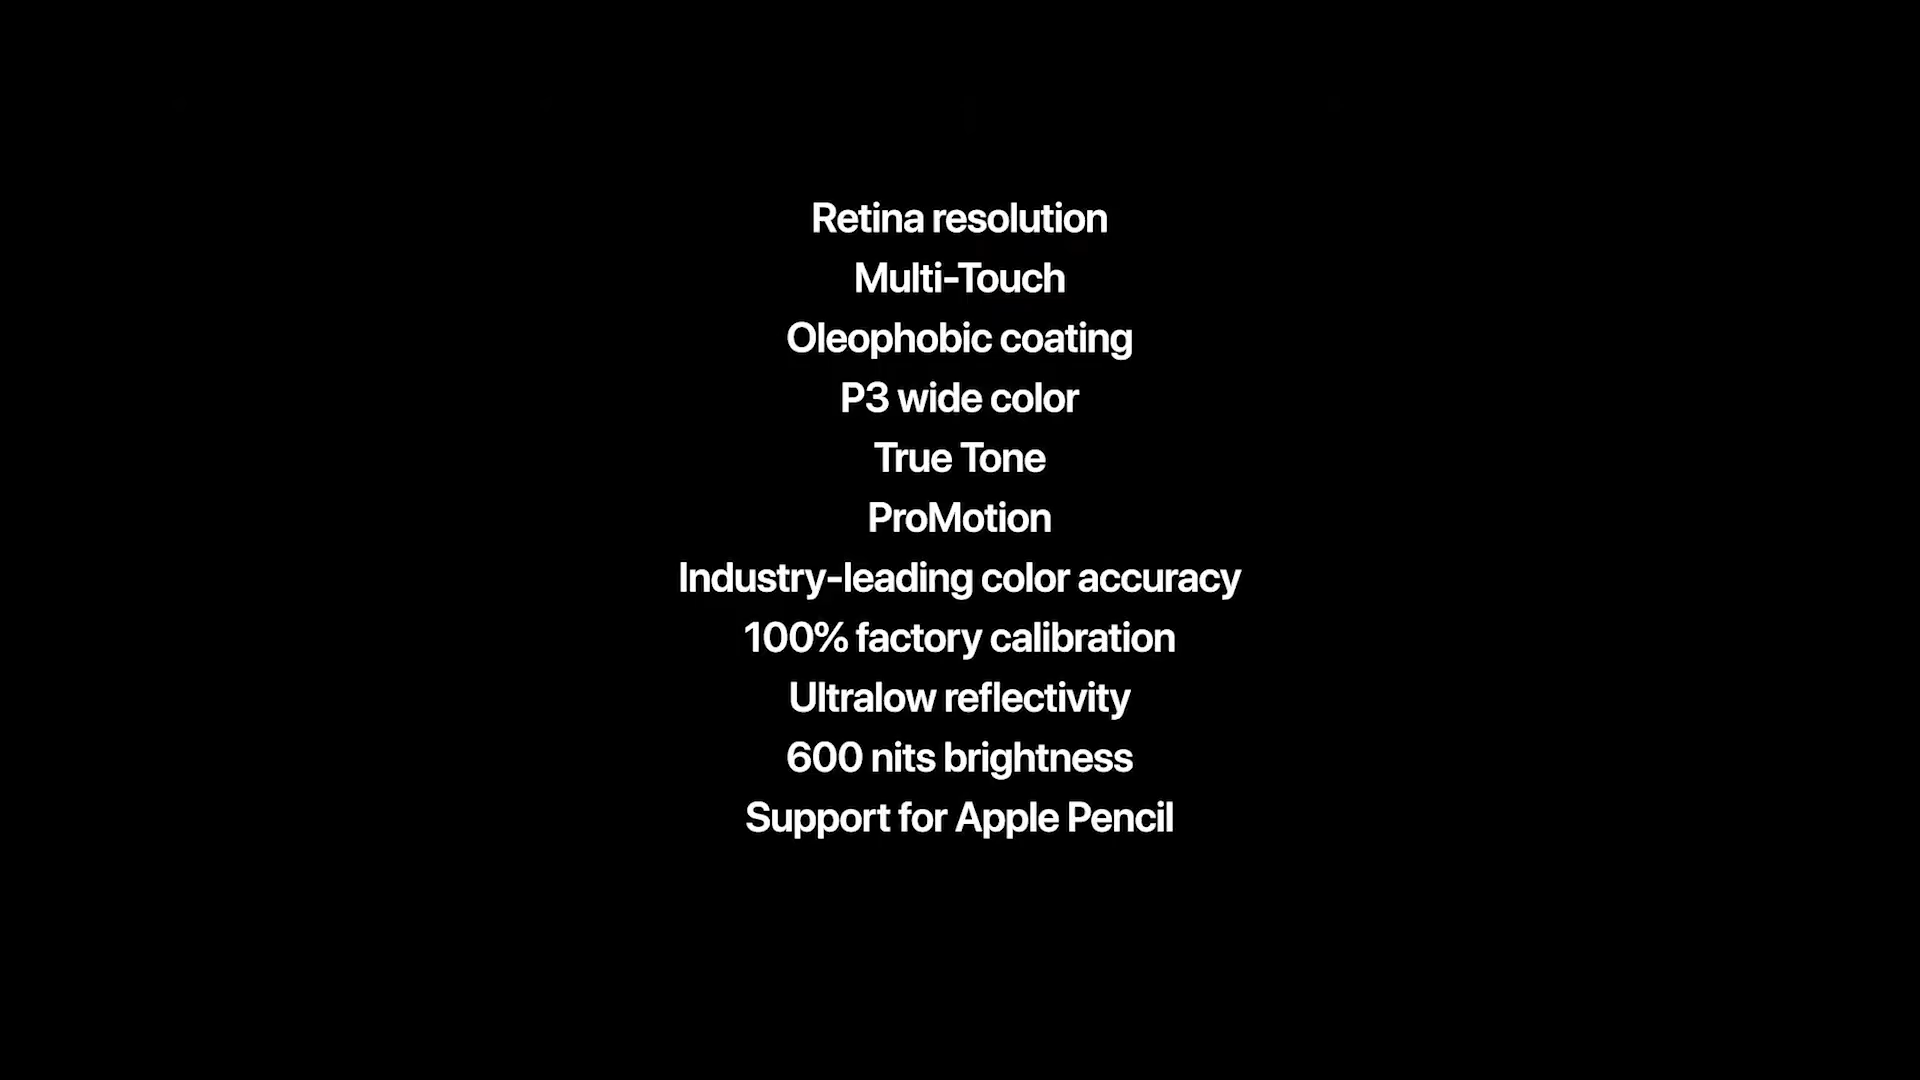 Retina resolution
Multi-Touch
Oleophobic coating
P3 wide color
True Tone
ProMotion
Industry-leading color accuracy
100% factory calibration
Ultralow reflectivity
600 nits brightness
Support for Apple Pencil